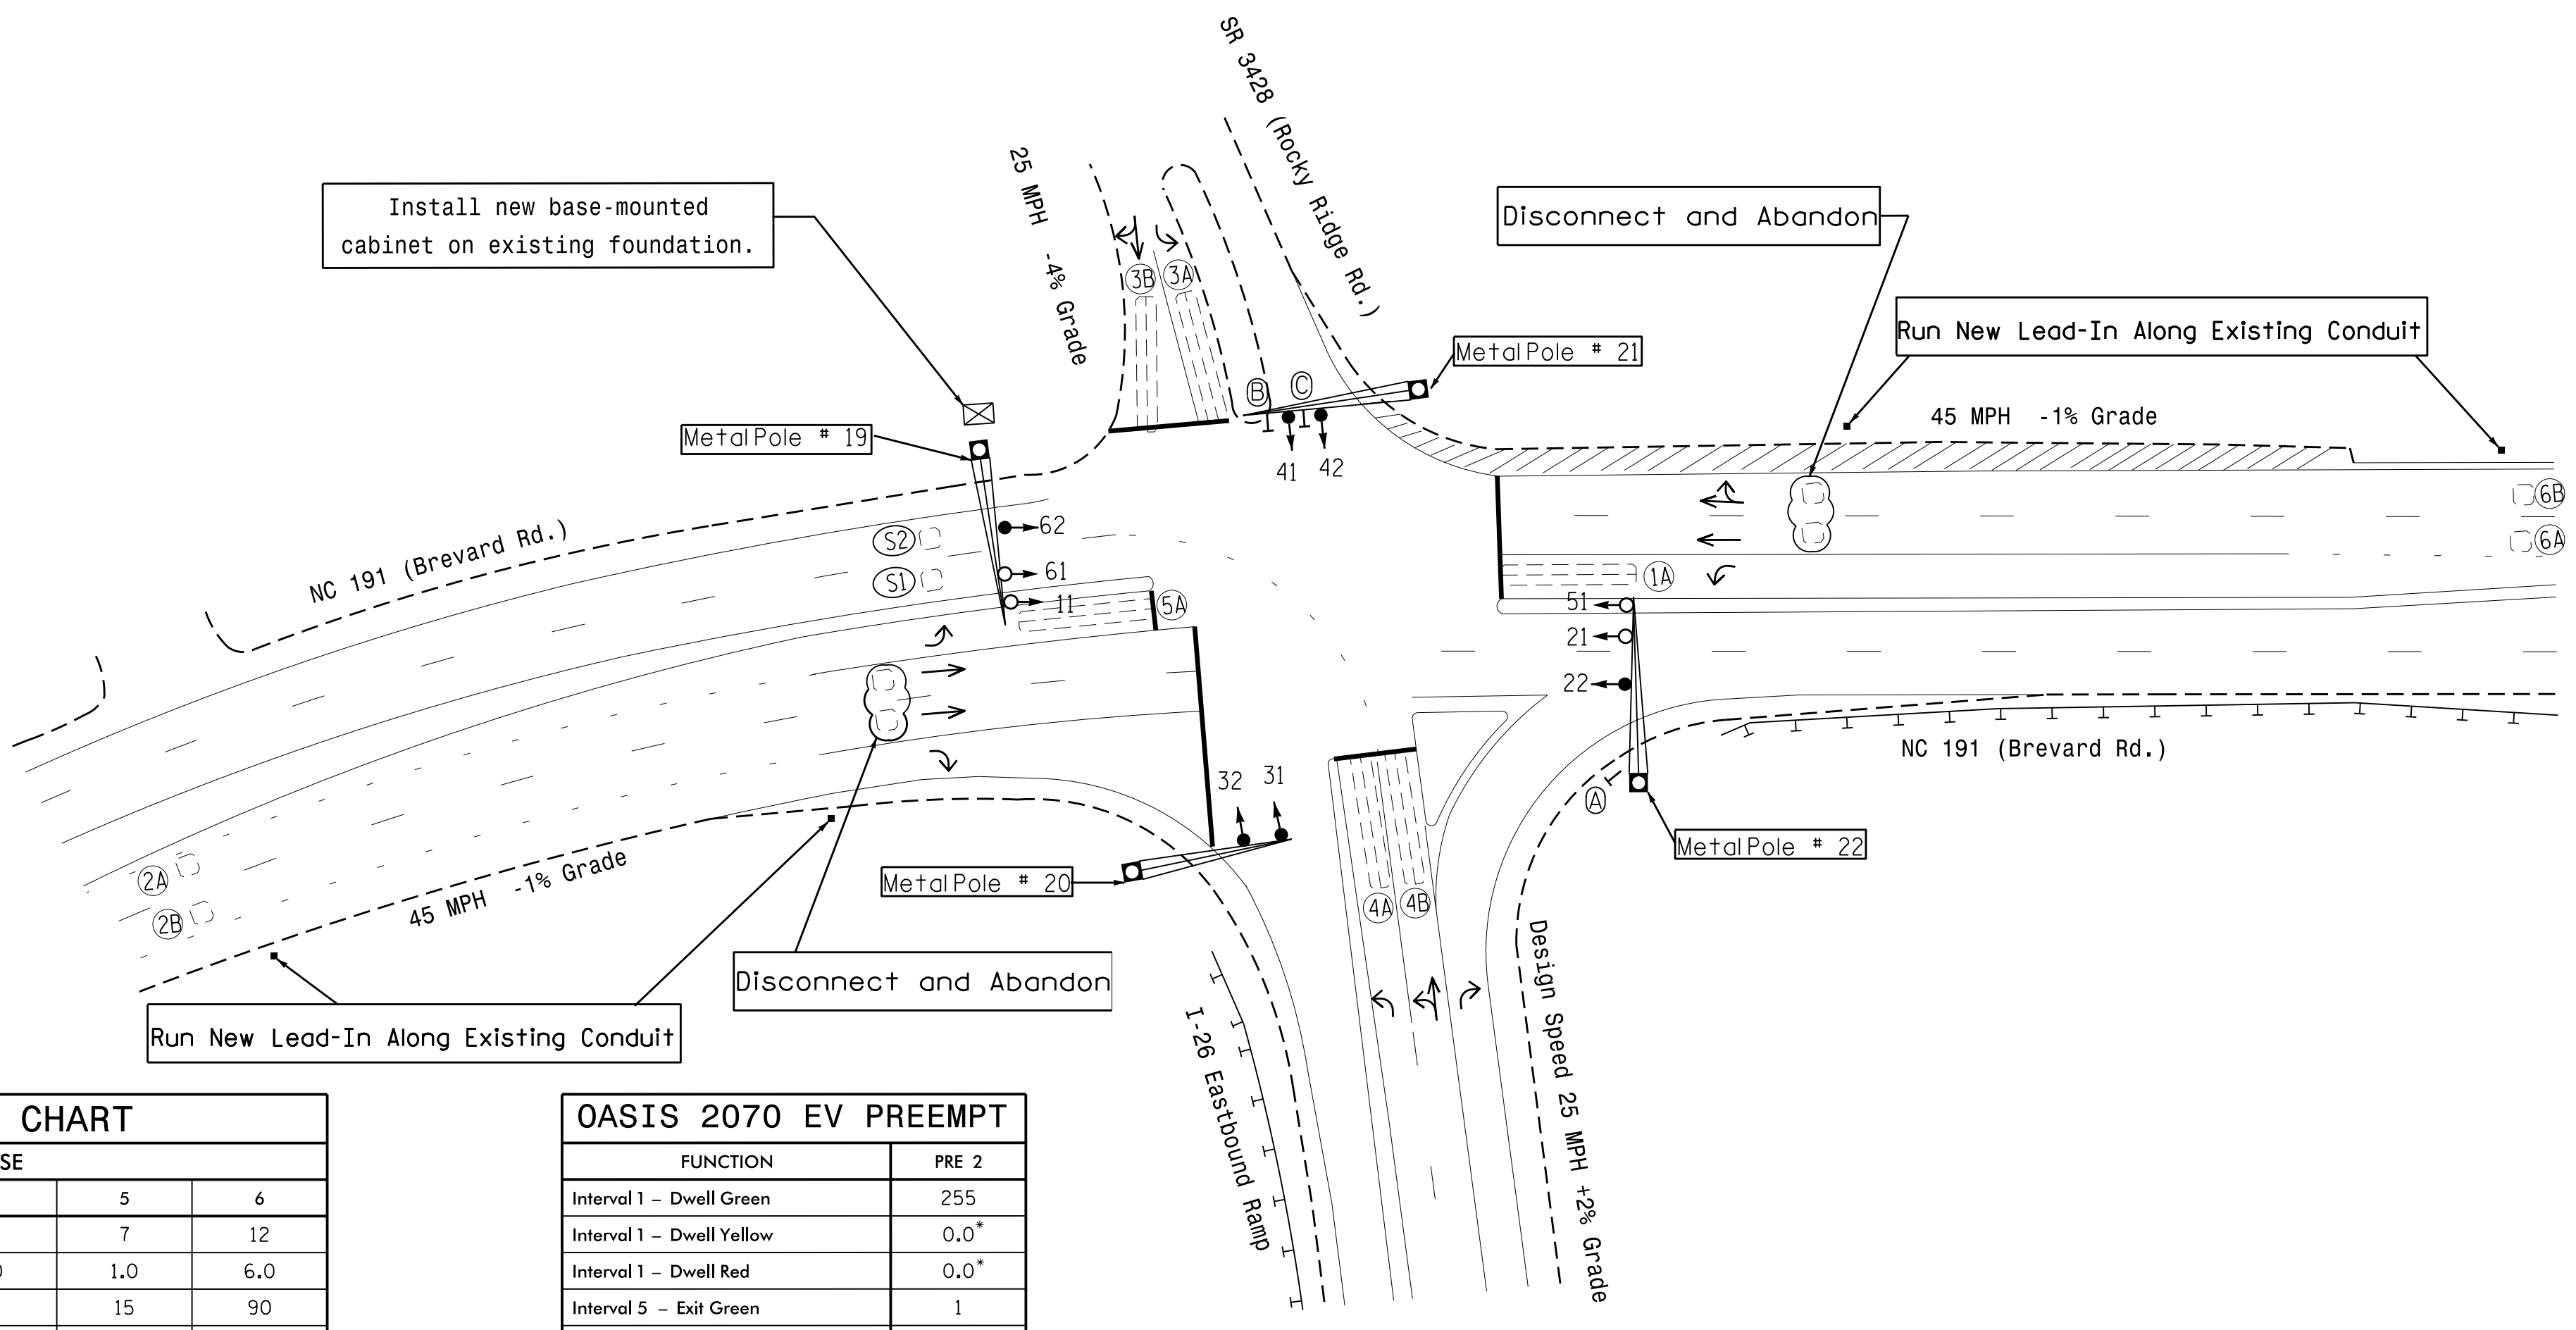 SR 3428 (Rocky Ridge Rd.)
25 MPH -4% Grade
Install new base-mounted
cabinet on existing foundation.
Disconnect and Abandon
3B
3A
Run New Lead-In Along Existing Conduit
Metal Pole # 21
B
C
45 MPH -1% Grade
Metal Pole # 19
41
42
6B
6A
S2
S1
62
61
11
5A
1A
NC 191 (Brevard Rd.)
51
21
22
NC 191 (Brevard Rd.)
32
31
A
Metal Pole # 22
2A
2B
45 MPH -1% Grade
Metal Pole # 20
4A
4B
Disconnect and Abandon
Run New Lead-In Along Existing Conduit
I-26 Eastbound Ramp
Design Speed 25 MPH +2% Grade
CHART
SE
5
6
7
12
1.0
6.0
15
90
OASIS 2070 EV PREEMPT
FUNCTION
PRE 2
Interval 1 – Dwell Green
255
Interval 1 – Dwell Yellow
0.0*
Interval 1 – Dwell Red
0.0*
Interval 5 – Exit Green
1